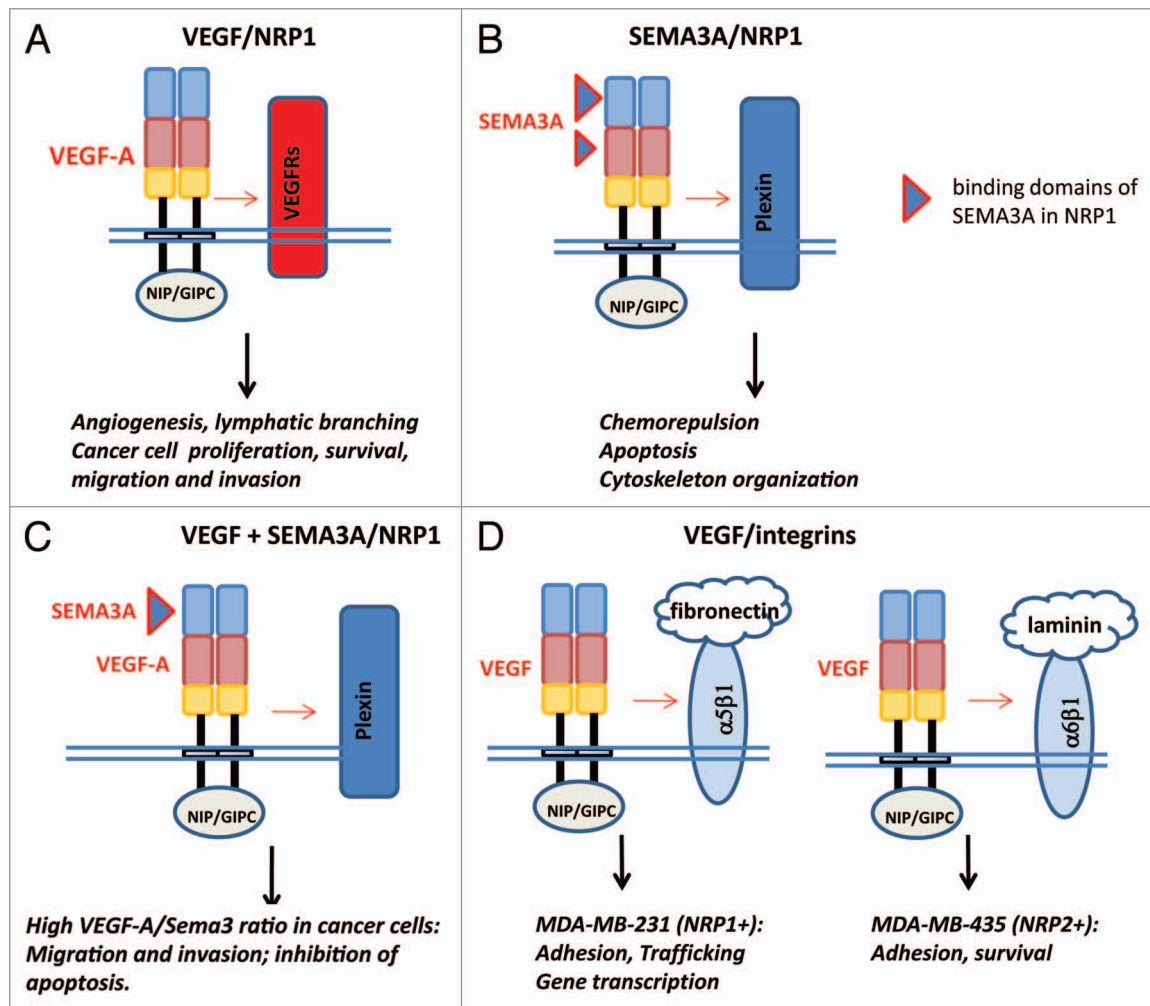 A
VEGF/NRP1
VEGF-A
VEGFRs
NIP/GIPC
Angiogenesis, lymphatic branching
Cancer cell proliferation, survival,
migration and invasion
B
SEMA3A/NRP1
SEMA3A
Plexin
NIP/GIPC
binding domains of
SEMA3A in NRP1
Chemorepulsion
Apoptosis
Cytoskeleton organization
C
VEGF + SEMA3A/NRP1
SEMA3A
VEGF-A
Plexin
NIP/GIPC
High VEGF-A/Sema3 ratio in cancer cells:
Migration and invasion; inhibition of
apoptosis.
D
VEGF/integrins
fibronectin
VEGF
α5β1
NIP/GIPC
MDA-MB-231 (NRP1+):
Adhesion, Trafficking
Gene transcription
laminin
VEGF
α6β1
NIP/GIPC
MDA-MB-435 (NRP2+):
Adhesion, survival